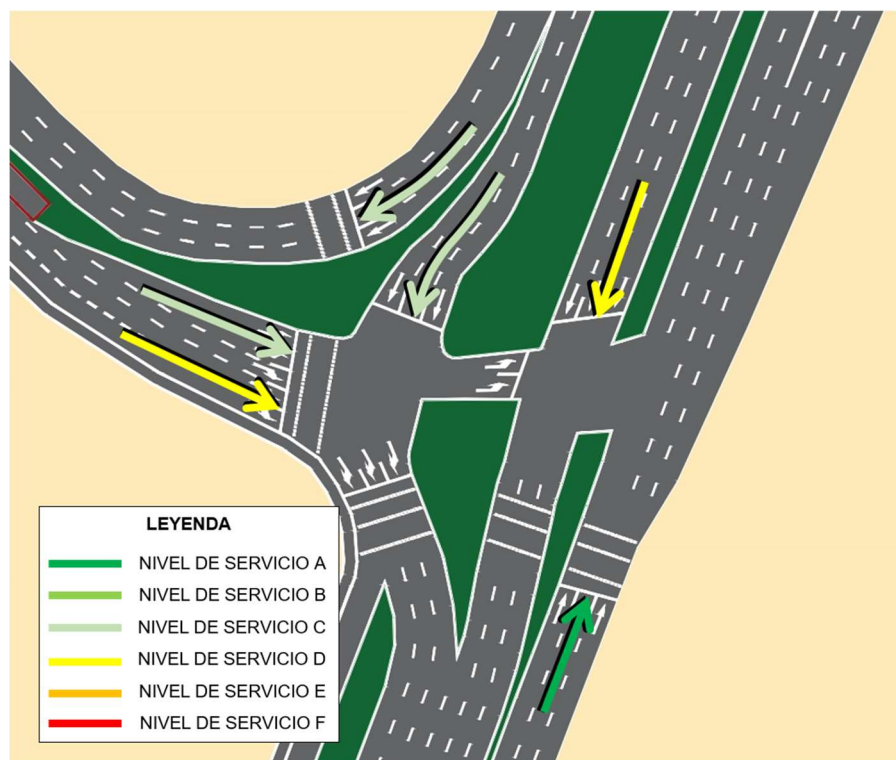 LEYENDA
NIVEL DE SERVICIO A
NIVEL DE SERVICIO B
NIVEL DE SERVICIO C
NIVEL DE SERVICIO D
NIVEL DE SERVICIO E
NIVEL DE SERVICIO F